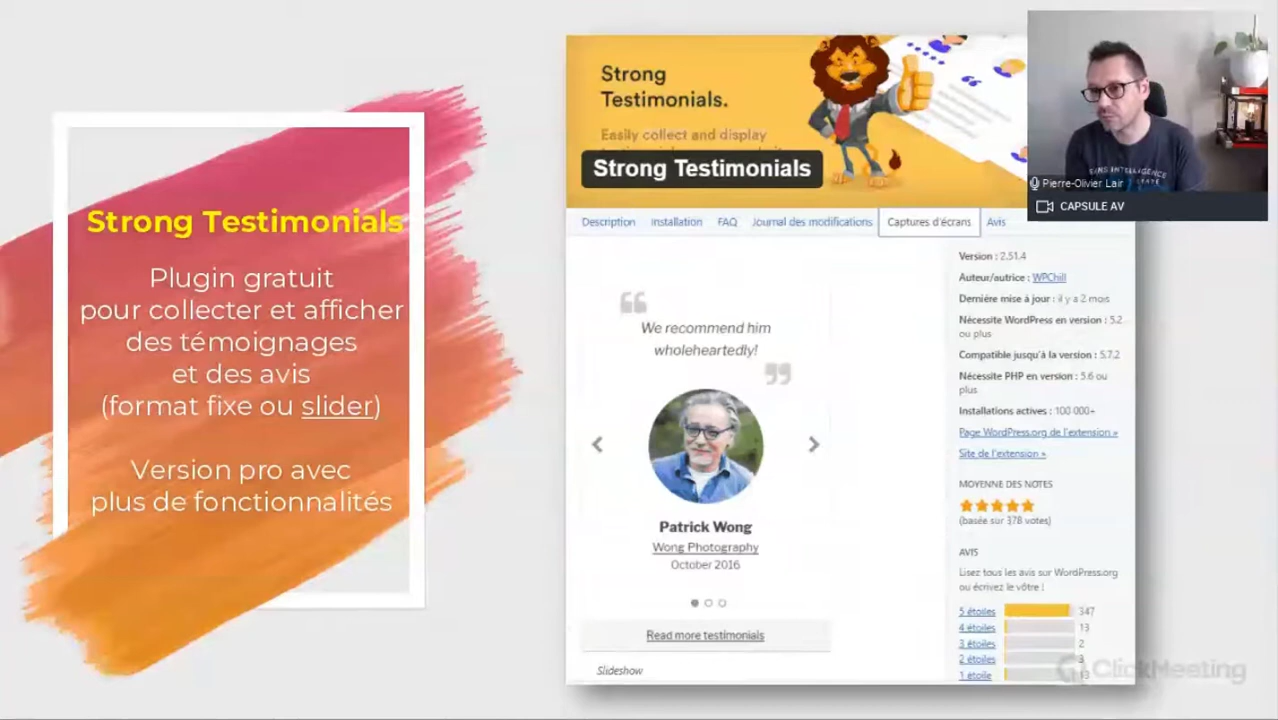 Strong Testimonials
Plugin gratuit
pour collecter et afficher
des témoignages
et des avis
(format fixe ou slider)
Version pro avec
plus de fonctionnalités
Strong
Testimonials.
Easily collect and display
Strong Testimonials
Description Installation FAQ Journal des modifications Captures d'écrans Avis
We recommend him
wholeheartedly!
Patrick Wong
Wong Photography
October 2016
Read more testimonials
Slideshow
Version : 2.51.4
Auteur/autrice : WPChill
Dernière mise à jour : il y a 2 mois
Nécessite WordPress en version : 5.2
ou plus
Compatible jusqu'à la version : 5.7.2
Nécessite PHP en version : 5.6 ou
plus
Installations actives : 100 000+
Page WordPress.org de l'extension »
Site de l'extension »
MOYENNE DES NOTES
(basée sur 378 votes)
AVIS
Lisez tous les avis sur WordPress.org
ou écrivez le vôtre !
5 étoiles 347
4 étoiles 13
3 étoiles 2
2 étoiles 3
1 étoile 13
Pierre-Olivier Lair
CAPSULE AV
ClickMeeting